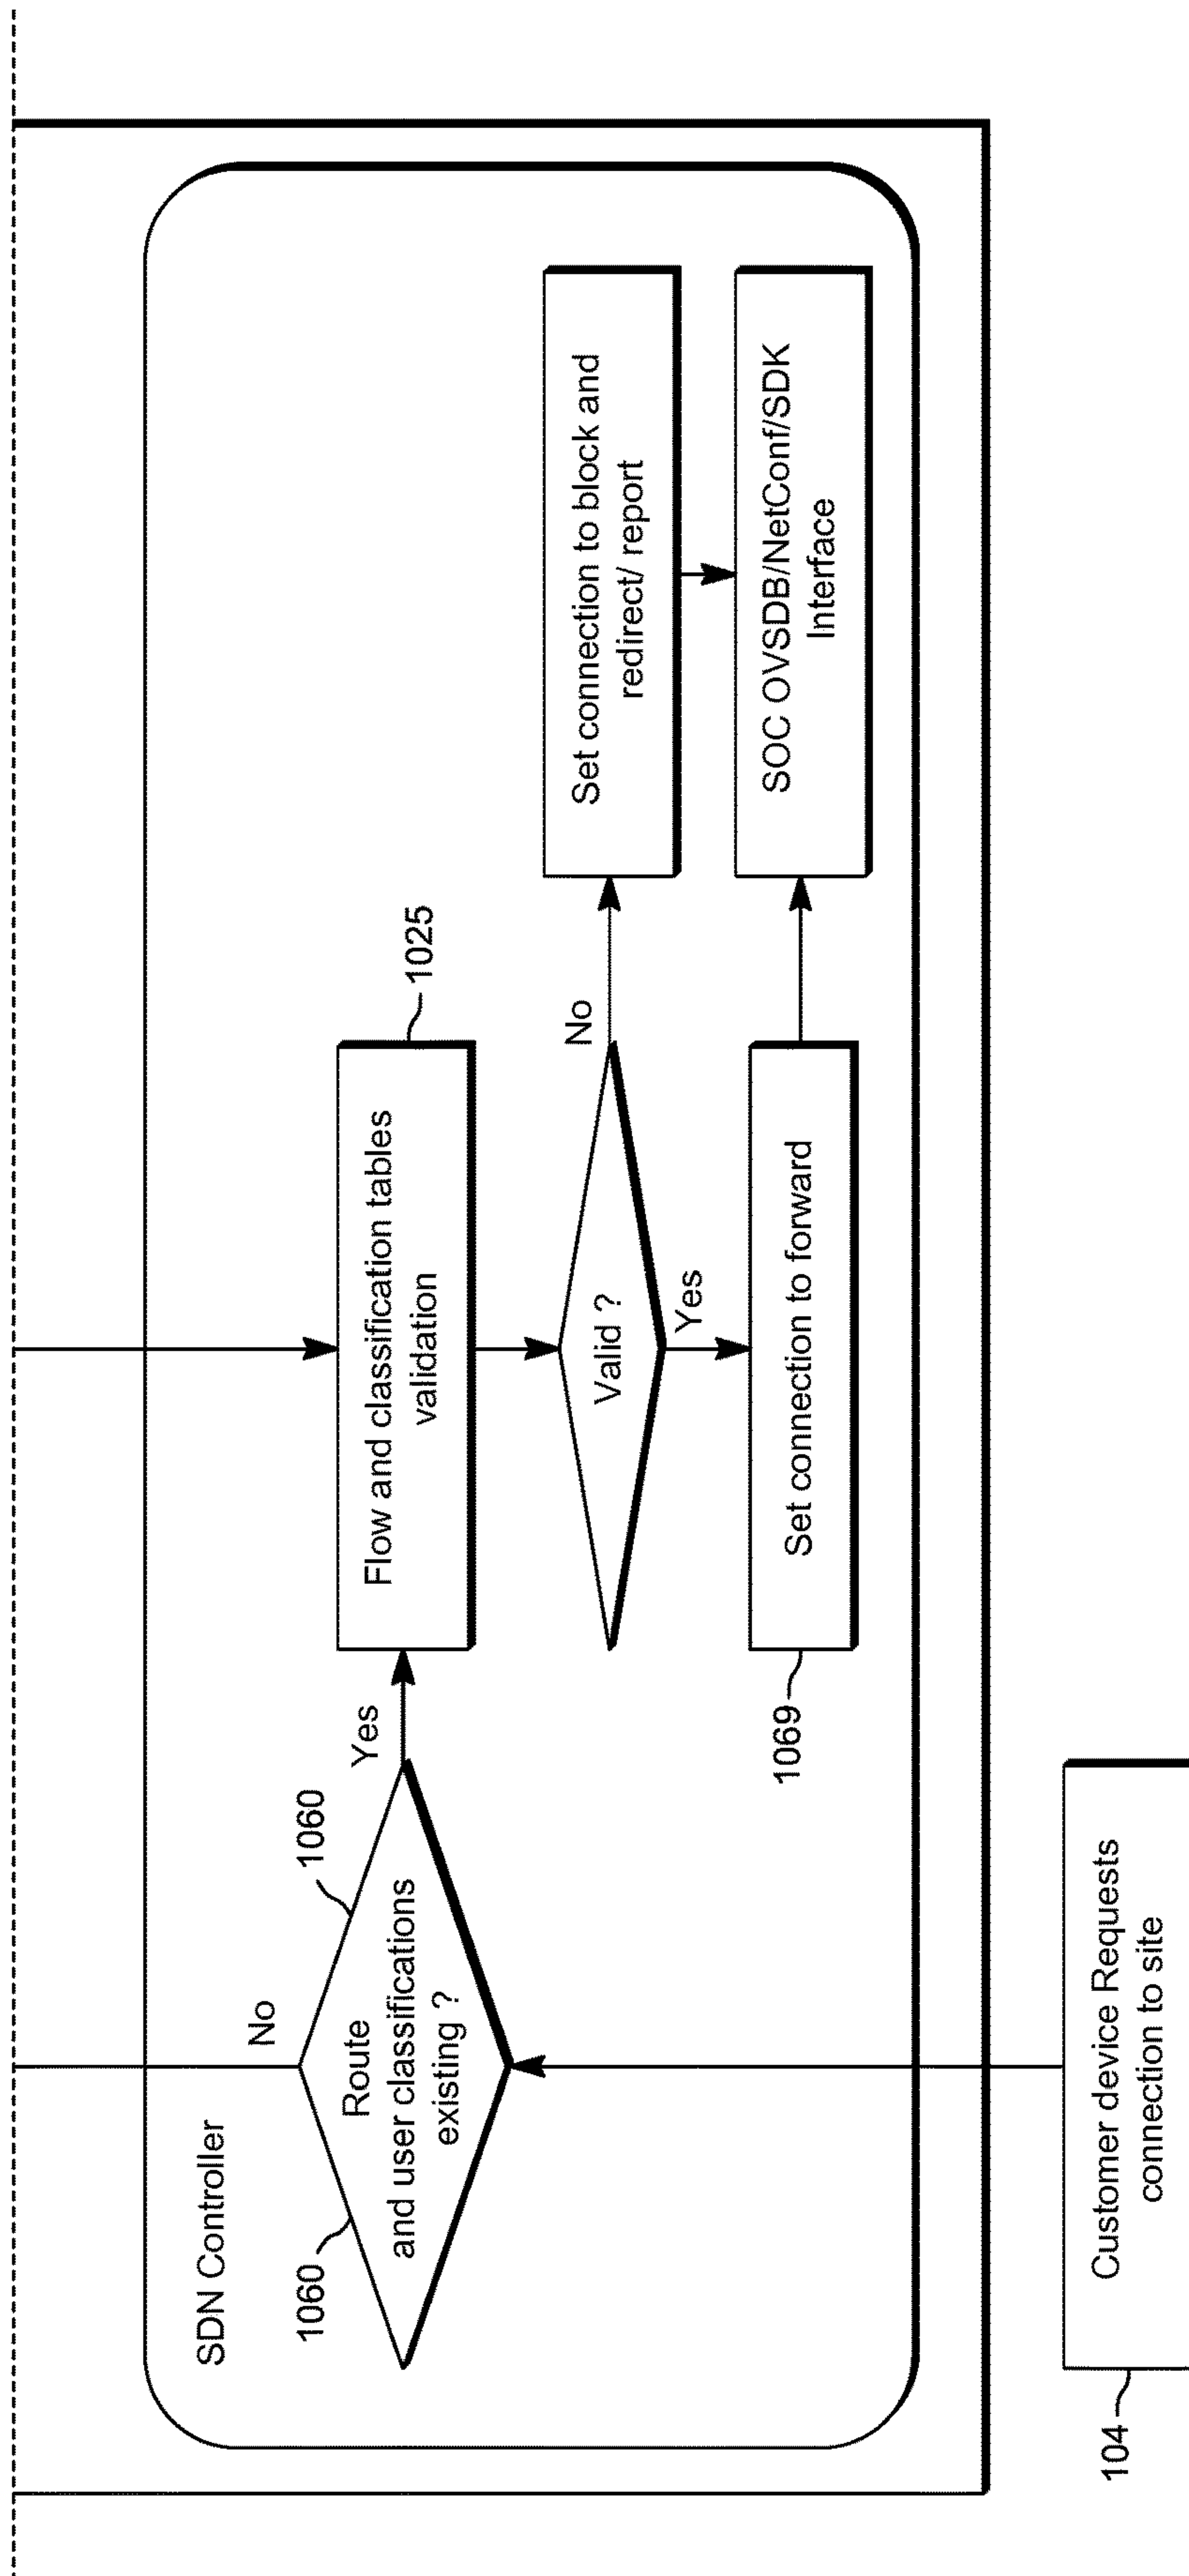 SDN Controller
No
1060
1060
Route
and user classifications
existing ?
Yes
1025
Flow and classification tables
validation
Valid ?
No
Yes
Set connection to block and
redirect/ report
1069
Set connection to forward
SOC OVSDB/NetConf/SDK
Interface
104
Customer device Requests
connection to site